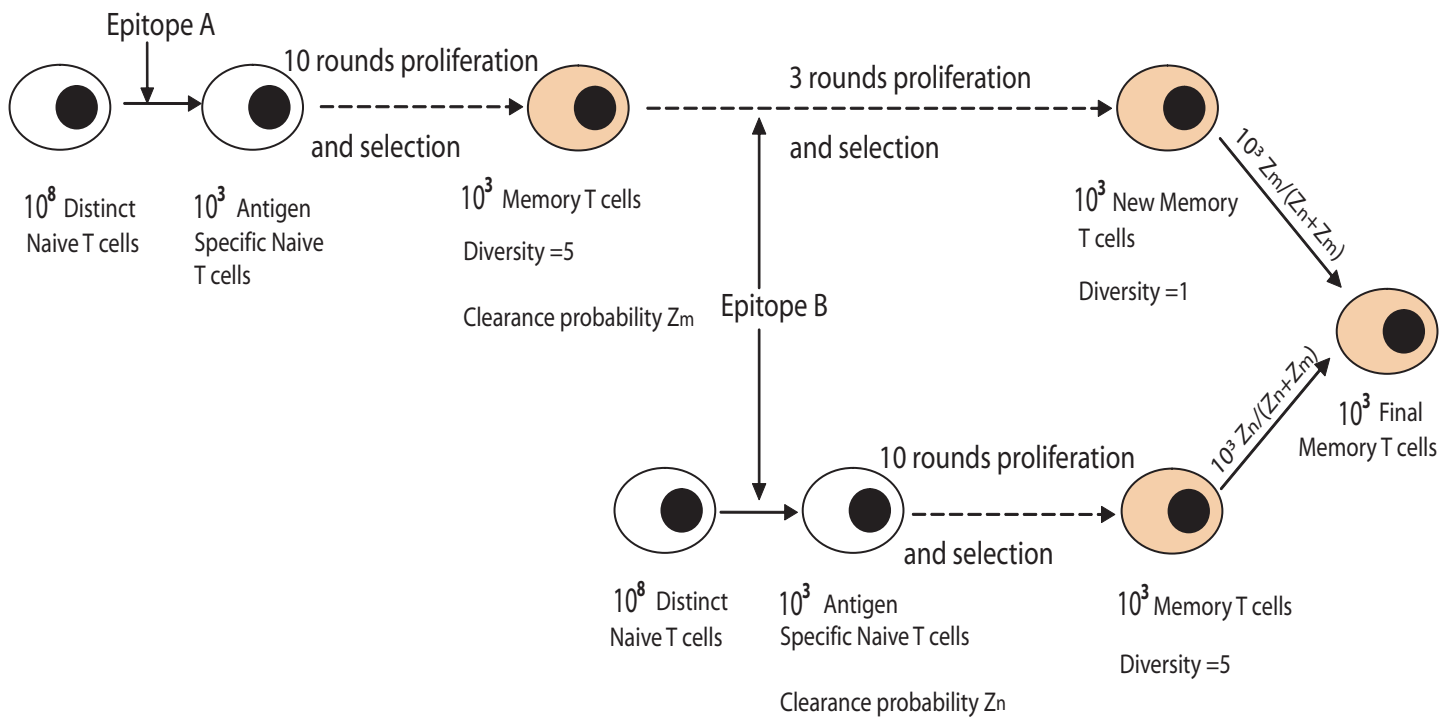 Epitope A
10 rounds proliferation
and selection
3 rounds proliferation
and selection
10⁸ Distinct
Naive T cells
10³ Antigen
Specific Naive
T cells
10³ Memory T cells
Diversity =5
Clearance probability Zm
Epitope B
10³ New Memory
T cells
Diversity =1
10³ Zm/(Zn+Zm)
10³ Zn/(Zn+Zm)
10³ Final
Memory T cells
10 rounds proliferation
and selection
10⁸ Distinct
Naive T cells
10³ Antigen
Specific Naive T cells
Clearance probability Zn
10³ Memory T cells
Diversity =5